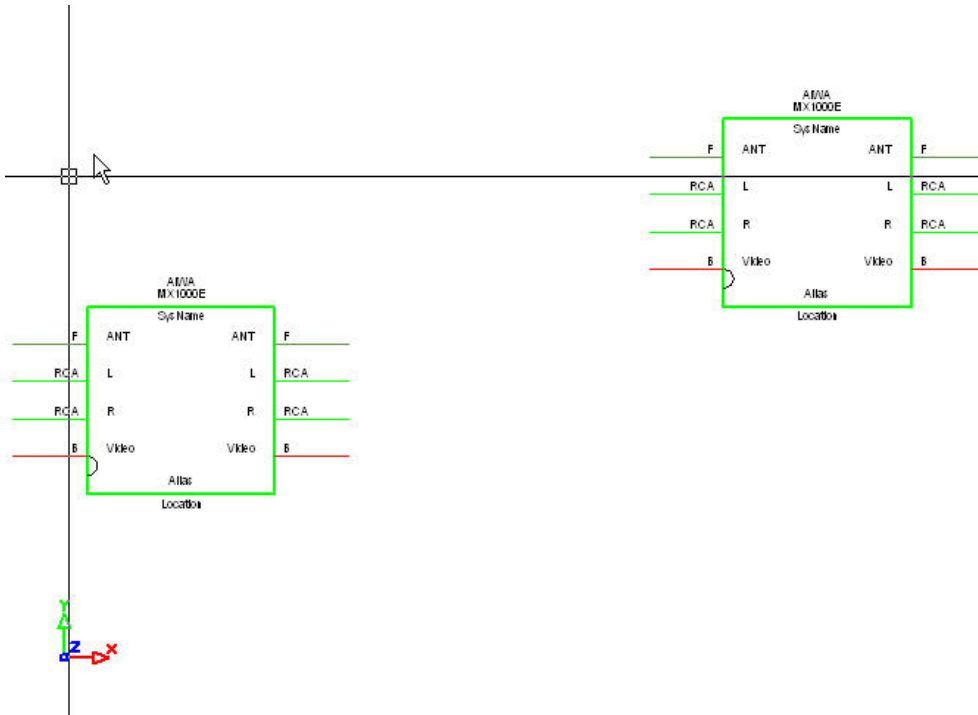 AIWA
MX1000E
Sys Name
F ANT ANT F
RCA L L RCA
RCA R R RCA
B Video Video B
Alias
Location
AIWA
MX1000E
Sys Name
F ANT ANT F
RCA L L RCA
RCA R R RCA
B Video Video B
Alias
Location
Y
Z X